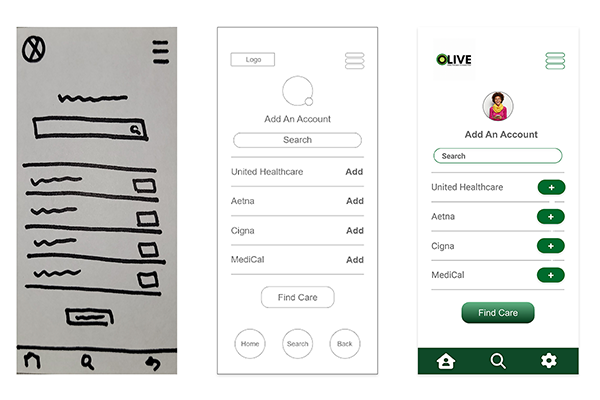 Logo
Add An Account
Search
United Healthcare Add
Aetna Add
Cigna Add
MediCal Add
Find Care
Home Search Back
OLIVE
Add An Account
Search
United Healthcare +
Aetna +
Cigna +
MediCal +
Find Care